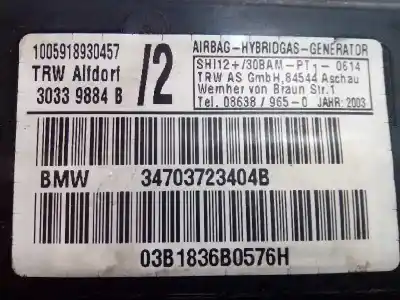 1005918930457
TRW Alfdorf
3033 9884 B
/2
AIRBAG-HYBRIDGAS-GENERATOR
SHI12+/30BAM-PT1-0614
TRW AS GmbH,84544 Aschau
Wernher von Braun Str.1
Tel. 08638/965-0 JAHR:2003
BMW 34703723404B
03B1836B0576H